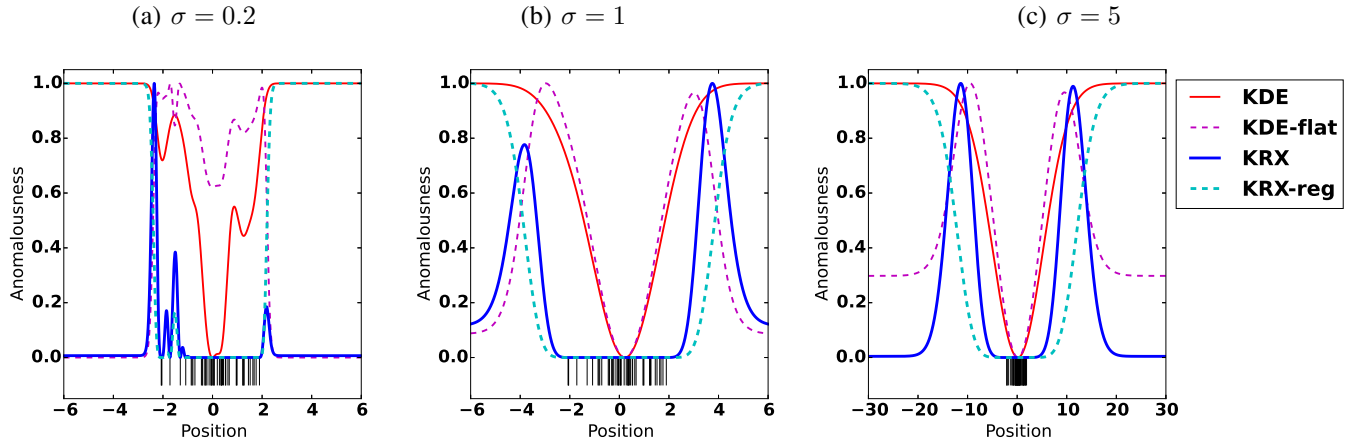 (a) σ = 0.2
(b) σ = 1
(c) σ = 5
1.0
0.8
0.6
0.4
0.2
0.0
Anomalousness
−6 −4 −2 0 2 4 6
Position
1.0
0.8
0.6
0.4
0.2
0.0
Anomalousness
−6 −4 −2 0 2 4 6
Position
1.0
0.8
0.6
0.4
0.2
0.0
Anomalousness
−30 −20 −10 0 10 20 30
Position
KDE
KDE-flat
KRX
KRX-reg